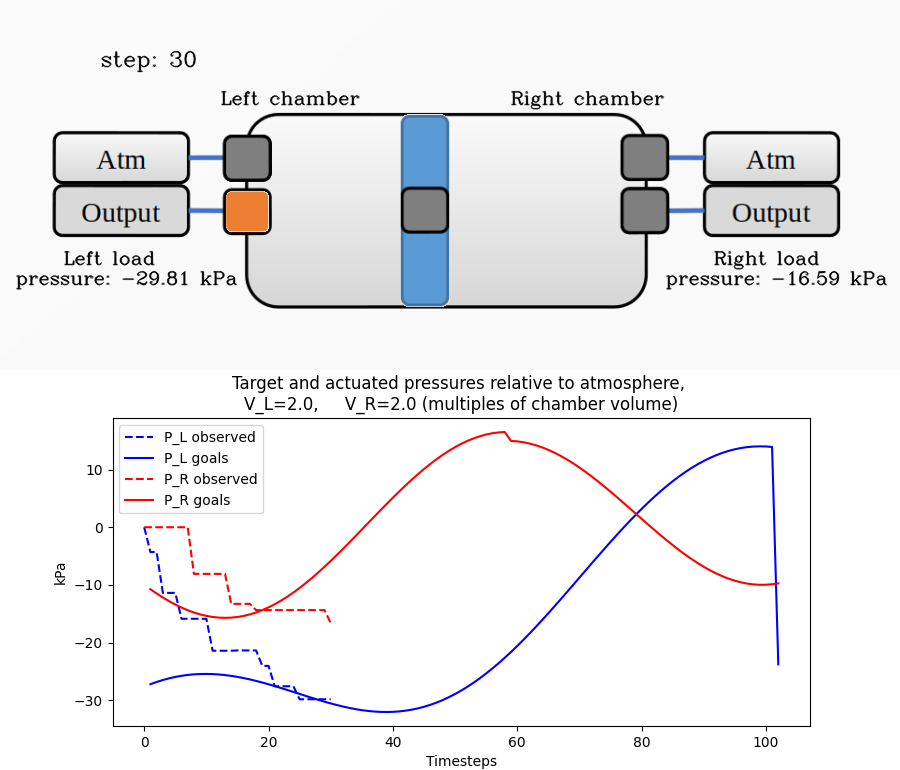 step: 30
Left chamber
Right chamber
Atm
Atm
Output
Output
Left load
pressure: -29.81 kPa
Right load
pressure: -16.59 kPa
Target and actuated pressures relative to atmosphere,
V_L=2.0, V_R=2.0 (multiples of chamber volume)
P_L observed
P_L goals
P_R observed
P_R goals
kPa
10
0
−10
−20
−30
0 20 40 60 80 100
Timesteps